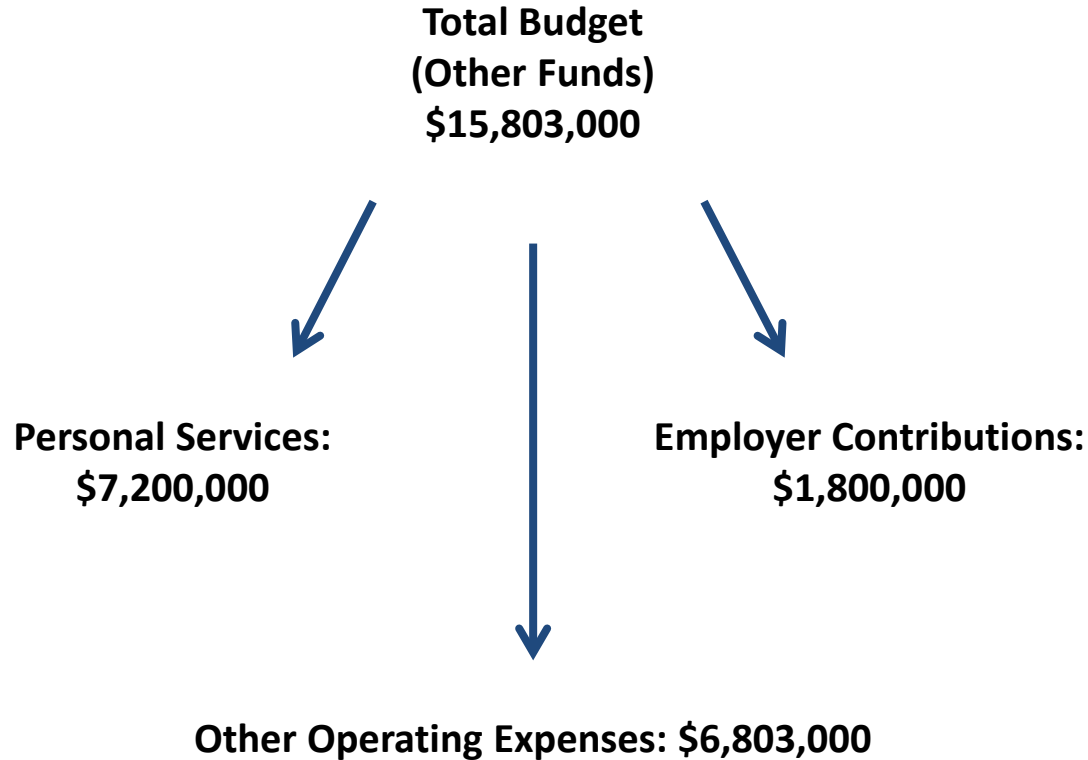 Total Budget
(Other Funds)
$15,803,000
Personal Services:
$7,200,000
Employer Contributions:
$1,800,000
Other Operating Expenses: $6,803,000